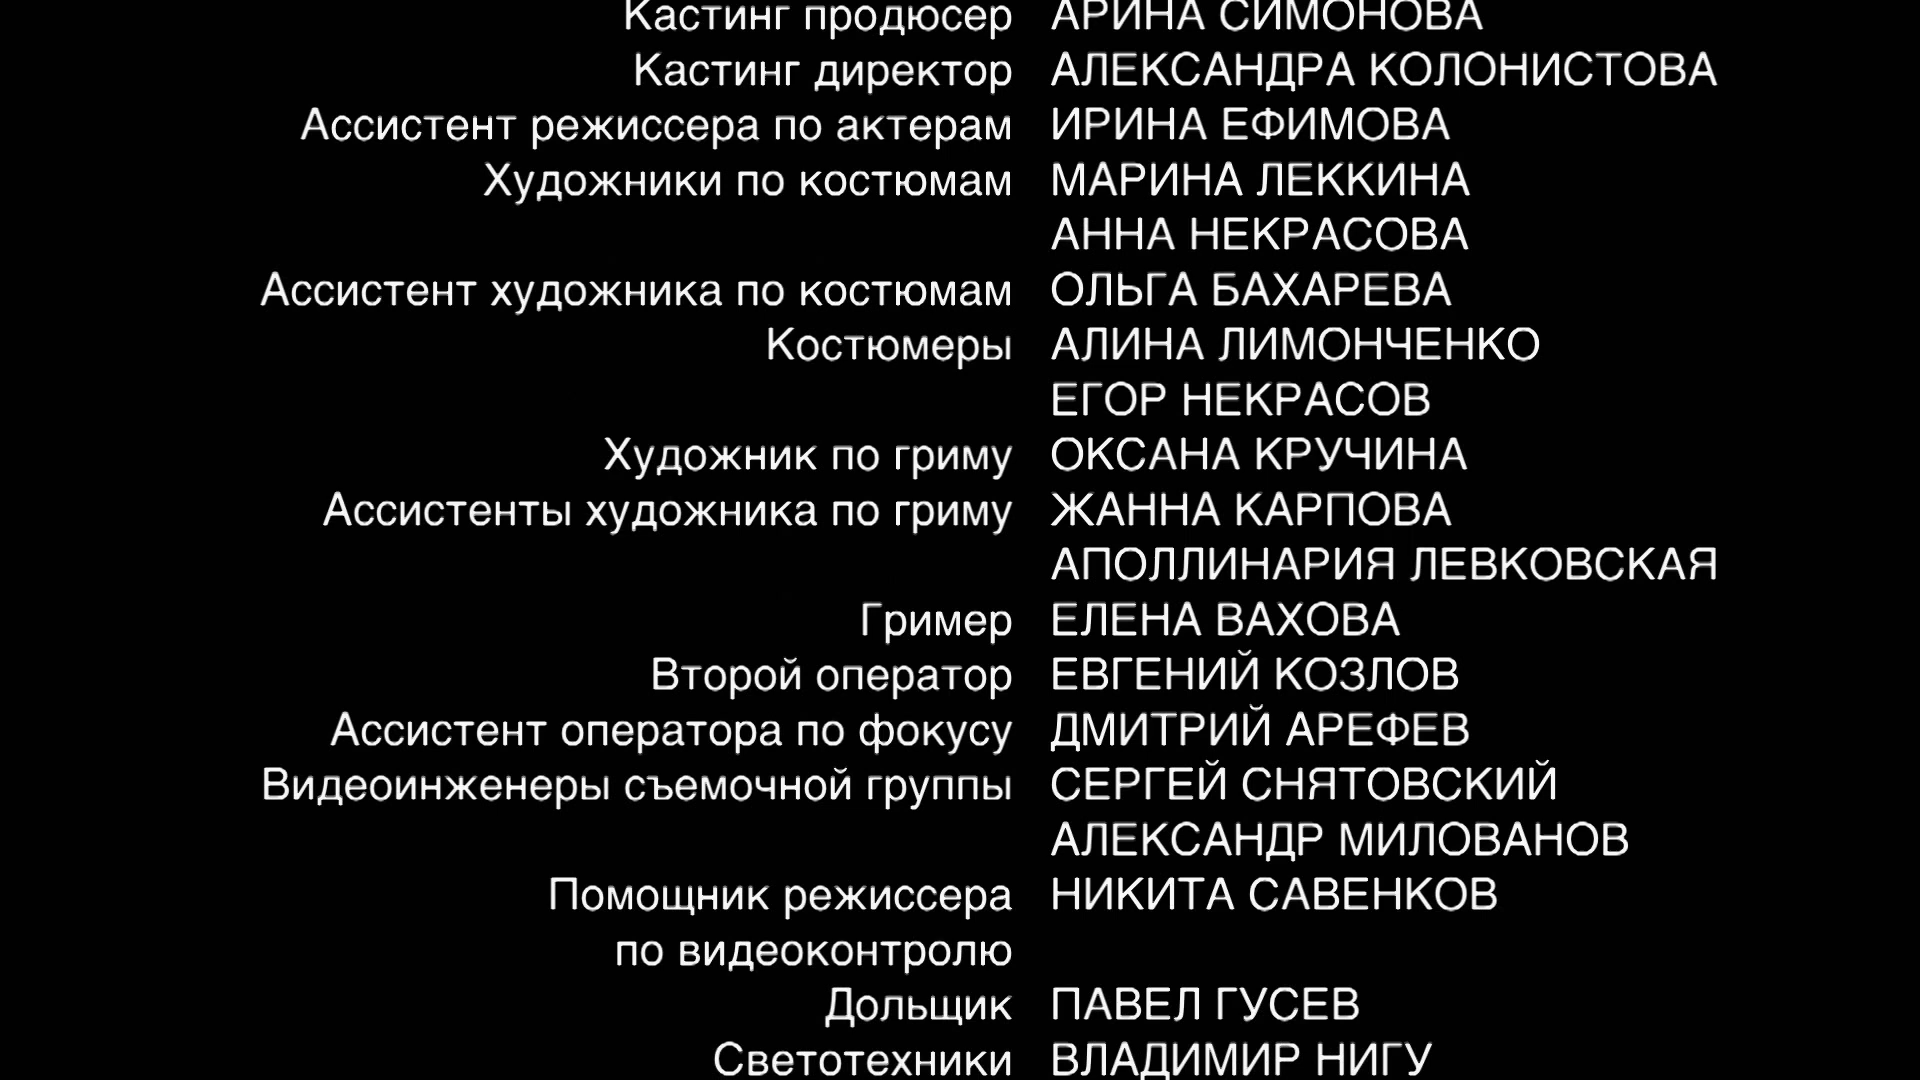 Кастинг продюсер АРИНА СИМОНОВА
Кастинг директор АЛЕКСАНДРА КОЛОНИСТОВА
Ассистент режиссера по актерам ИРИНА ЕФИМОВА
Художники по костюмам МАРИНА ЛЕККИНА
АННА НЕКРАСОВА
Ассистент художника по костюмам ОЛЬГА БАХАРЕВА
Костюмеры АЛИНА ЛИМОНЧЕНКО
ЕГОР НЕКРАСОВ
Художник по гриму ОКСАНА КРУЧИНА
Ассистенты художника по гриму ЖАННА КАРПОВА
АПОЛЛИНАРИЯ ЛЕВКОВСКАЯ
Гример ЕЛЕНА ВАХОВА
Второй оператор ЕВГЕНИЙ КОЗЛОВ
Ассистент оператора по фокусу ДМИТРИЙ АРЕФЕВ
Видеоинженеры съемочной группы СЕРГЕЙ СНЯТОВСКИЙ
АЛЕКСАНДР МИЛОВАНОВ
Помощник режиссера НИКИТА САВЕНКОВ
по видеоконтролю
Дольщик ПАВЕЛ ГУСЕВ
Светотехники ВЛАДИМИР НИГУ